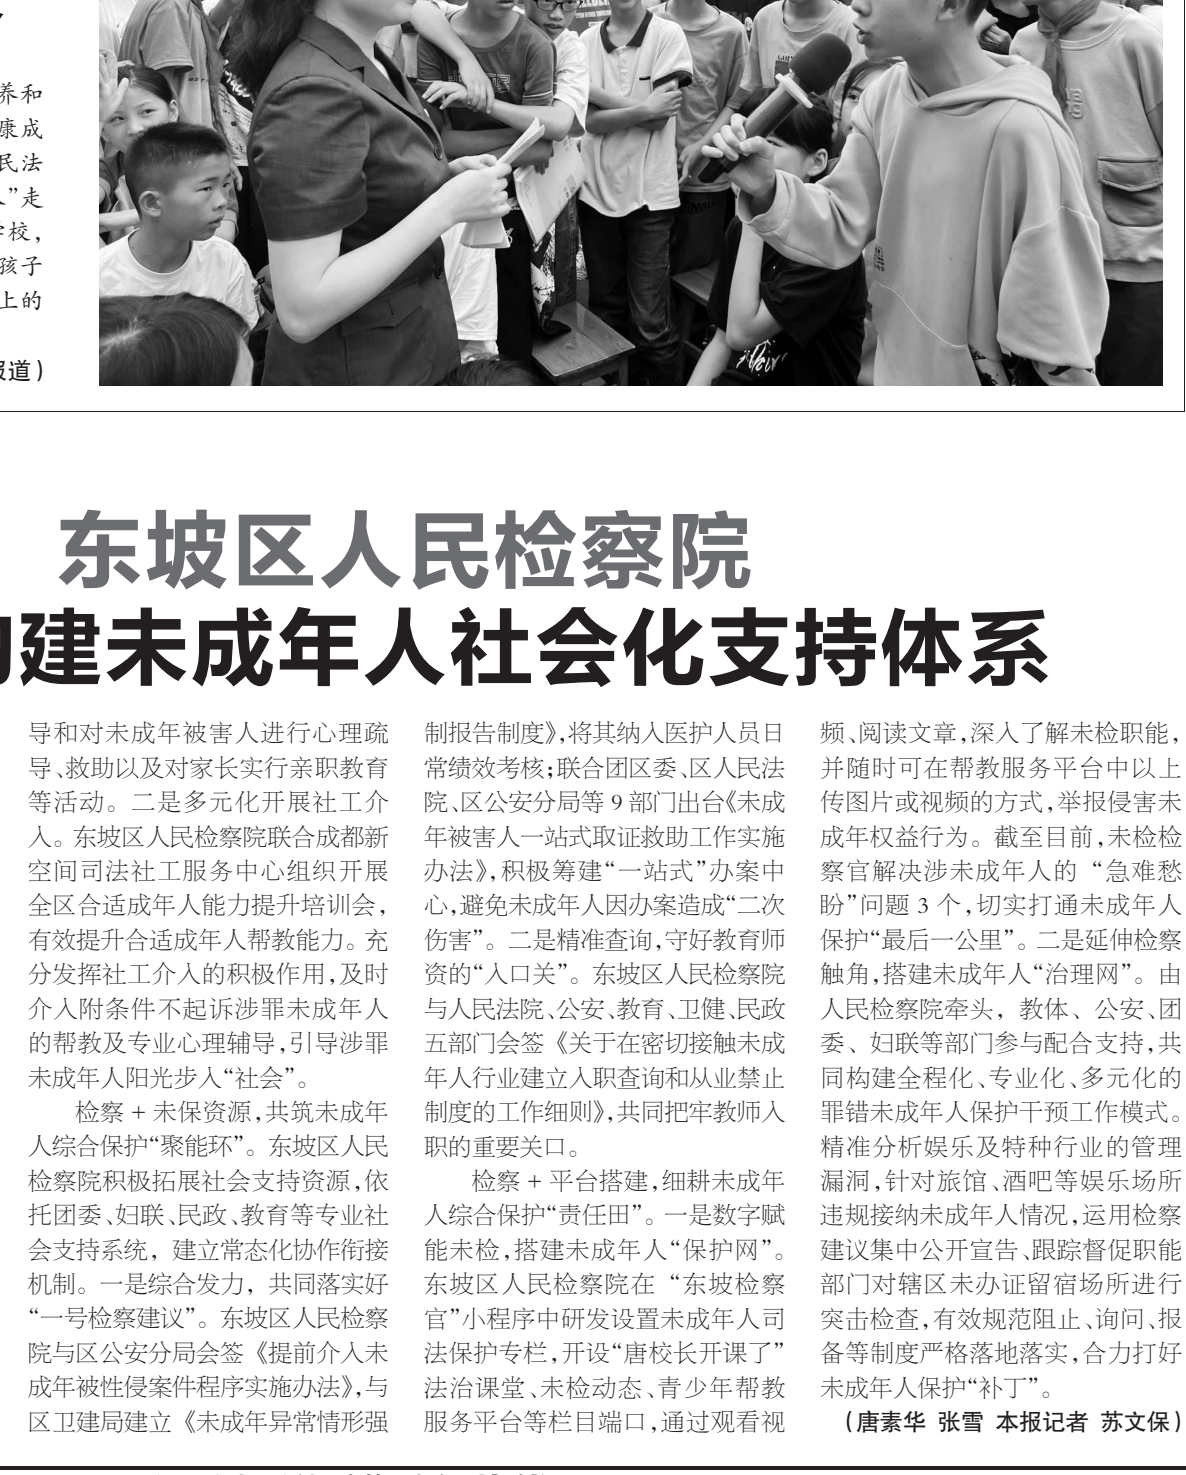 养和
康成
民法
”走
校，
孩子
上的
报道）
东坡区人民检察院
构建未成年人社会化支持体系
导和对未成年被害人进行心理疏
导、救助以及对家长实行亲职教育
等活动。二是多元化开展社工介
入。东坡区人民检察院联合成都新
空间司法社工服务中心组织开展
全区合适成年人能力提升培训会，
有效提升合适成年人帮教能力。充
分发挥社工介入的积极作用，及时
介入附条件不起诉涉罪未成年人
的帮教及专业心理辅导，引导涉罪
未成年人阳光步入“社会”。
检察＋未保资源，共筑未成年
人综合保护“聚能环”。东坡区人民
检察院积极拓展社会支持资源，依
托团委、妇联、民政、教育等专业社
会支持系统，建立常态化协作衔接
机制。一是综合发力，共同落实好
“一号检察建议”。东坡区人民检察
院与区公安分局会签《提前介入未
成年被性侵案件程序实施办法》，与
区卫建局建立《未成年异常情形强
制报告制度》，将其纳入医护人员日
常绩效考核；联合团区委、区人民法
院、区公安分局等9部门出台《未成
年被害人一站式取证救助工作实施
办法》，积极筹建“一站式”办案中
心，避免未成年人因办案造成“二次
伤害”。二是精准查询，守好教育师
资的“入口关”。东坡区人民检察院
与人民法院、公安、教育、卫健、民政
五部门会签《关于在密切接触未成
年人行业建立入职查询和从业禁止
制度的工作细则》，共同把牢教师入
职的重要关口。
检察＋平台搭建，细耕未成年
人综合保护“责任田”。一是数字赋
能未检，搭建未成年人“保护网”。
东坡区人民检察院在“东坡检察
官”小程序中研发设置未成年人司
法保护专栏，开设“唐校长开课了”
法治课堂、未检动态、青少年帮教
服务平台等栏目端口，通过观看视
频、阅读文章，深入了解未检职能，
并随时可在帮教服务平台中以上
传图片或视频的方式，举报侵害未
成年权益行为。截至目前，未检检
察官解决涉未成年人的“急难愁
盼”问题3个，切实打通未成年人
保护“最后一公里”。二是延伸检察
触角，搭建未成年人“治理网”。由
人民检察院牵头，教体、公安、团
委、妇联等部门参与配合支持，共
同构建全程化、专业化、多元化的
罪错未成年人保护干预工作模式。
精准分析娱乐及特种行业的管理
漏洞，针对旅馆、酒吧等娱乐场所
违规接纳未成年人情况，运用检察
建议集中公开宣告、跟踪督促职能
部门对辖区未办证留宿场所进行
突击检查，有效规范阻止、询问、报
备等制度严格落地落实，合力打好
未成年人保护“补丁”。
（唐素华 张雪 本报记者 苏文保）